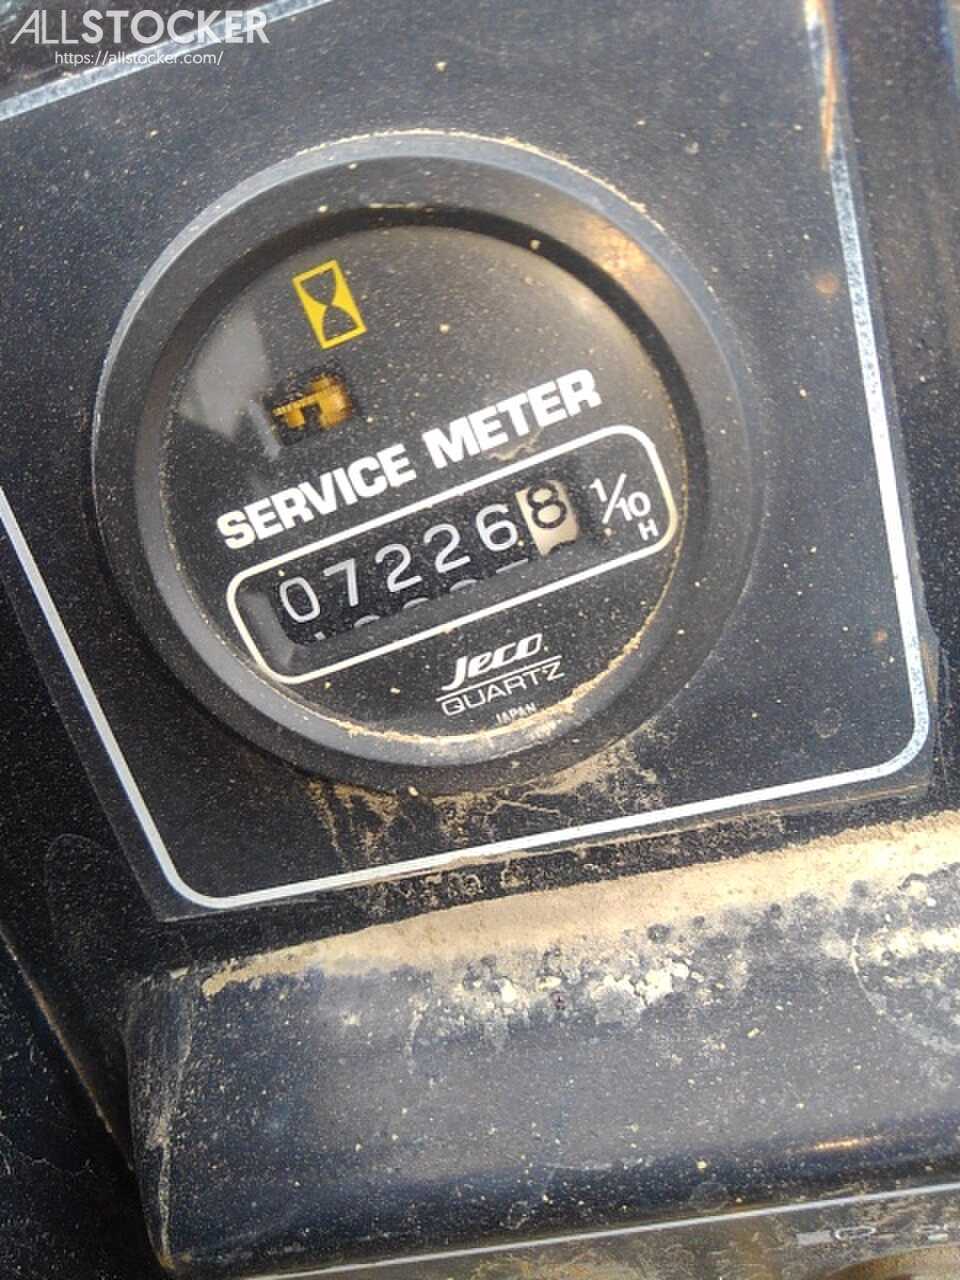 ALLSTOCKER
https://allstocker.com/
SERVICE METER
072268 1/10 H
Jeco
QUARTZ
JAPAN